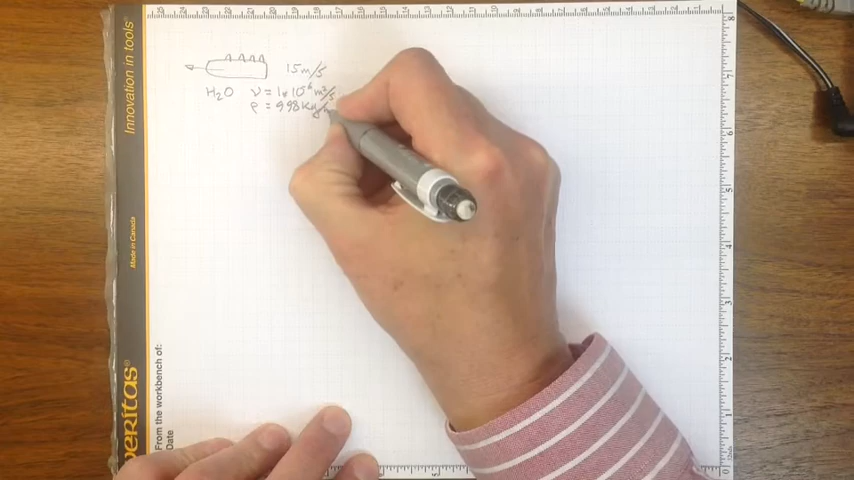 15 m/s
H₂O ν = 1*10⁻⁶ m²/s
ρ = 998 Kg/m
Innovation in tools
Made in Canada
eritas
From the workbench of:
Date